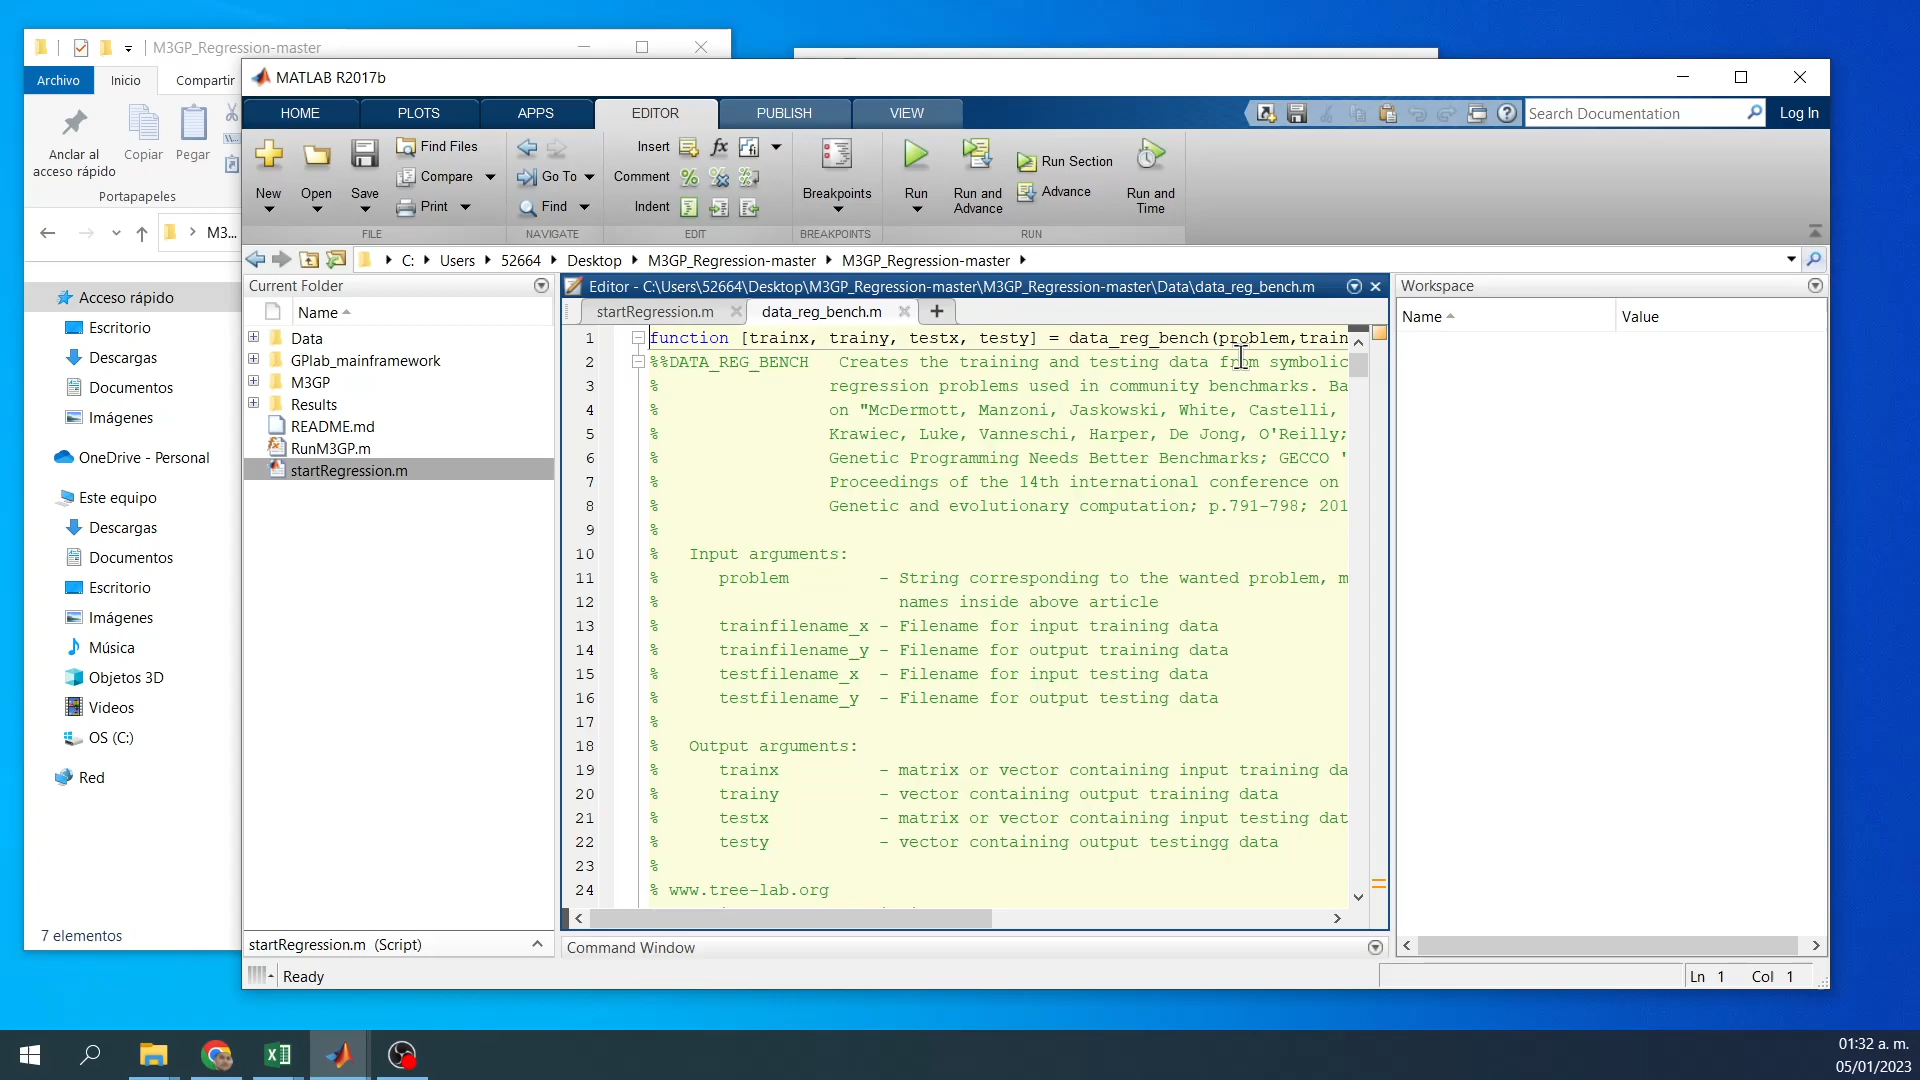 M3GP_Regression-master
Archivo
Inicio
Compartir
Anclar al
acceso rápido
Copiar
Pegar
Portapapeles
M3...
Acceso rápido
Escritorio
Descargas
Documentos
Imágenes
OneDrive - Personal
Este equipo
Descargas
Documentos
Escritorio
Imágenes
Música
Objetos 3D
Videos
OS (C:)
Red
7 elementos
MATLAB R2017b
HOME
PLOTS
APPS
EDITOR
PUBLISH
VIEW
Search Documentation
Log In
New
Open
Save
Find Files
Compare
Print
FILE
Go To
Find
NAVIGATE
Insert
Comment
Indent
EDIT
Breakpoints
BREAKPOINTS
Run
Run and
Advance
Run Section
Advance
Run and
Time
RUN
C: Users 52664 Desktop M3GP_Regression-master M3GP_Regression-master
Current Folder
Name
Data
GPlab_mainframework
M3GP
Results
README.md
RunM3GP.m
startRegression.m
startRegression.m (Script)
Editor - C:\Users\52664\Desktop\M3GP_Regression-master\M3GP_Regression-master\Data\data_reg_bench.m
startRegression.m
data_reg_bench.m
1 function [trainx, trainy, testx, testy] = data_reg_bench(problem,train
2 %%DATA_REG_BENCH Creates the training and testing data from symbolic
3 % regression problems used in community benchmarks. Ba
4 % on "McDermott, Manzoni, Jaskowski, White, Castelli,
5 % Krawiec, Luke, Vanneschi, Harper, De Jong, O'Reilly;
6 % Genetic Programming Needs Better Benchmarks; GECCO '
7 % Proceedings of the 14th international conference on
8 % Genetic and evolutionary computation; p.791-798; 201
9 %
10 % Input arguments:
11 % problem - String corresponding to the wanted problem, m
12 % names inside above article
13 % trainfilename_x - Filename for input training data
14 % trainfilename_y - Filename for output training data
15 % testfilename_x - Filename for input testing data
16 % testfilename_y - Filename for output testing data
17 %
18 % Output arguments:
19 % trainx - matrix or vector containing input training da
20 % trainy - vector containing output training data
21 % testx - matrix or vector containing input testing dat
22 % testy - vector containing output testingg data
23 %
24 % www.tree-lab.org
Command Window
Workspace
Name
Value
Ready
Ln 1 Col 1
01:32 a. m.
05/01/2023